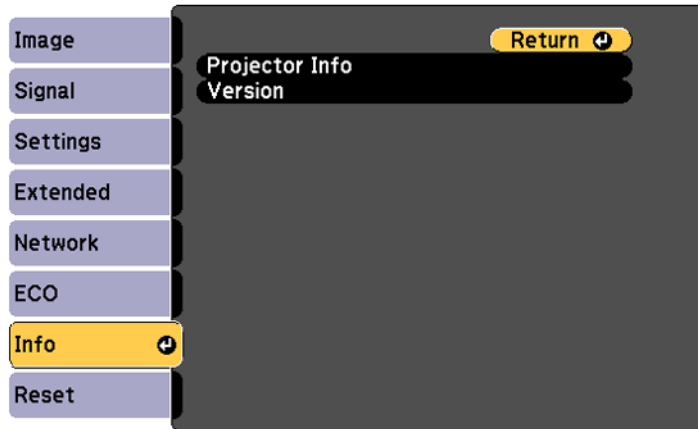 Image
Signal
Settings
Extended
Network
ECO
Info
Reset
Return
Projector Info
Version